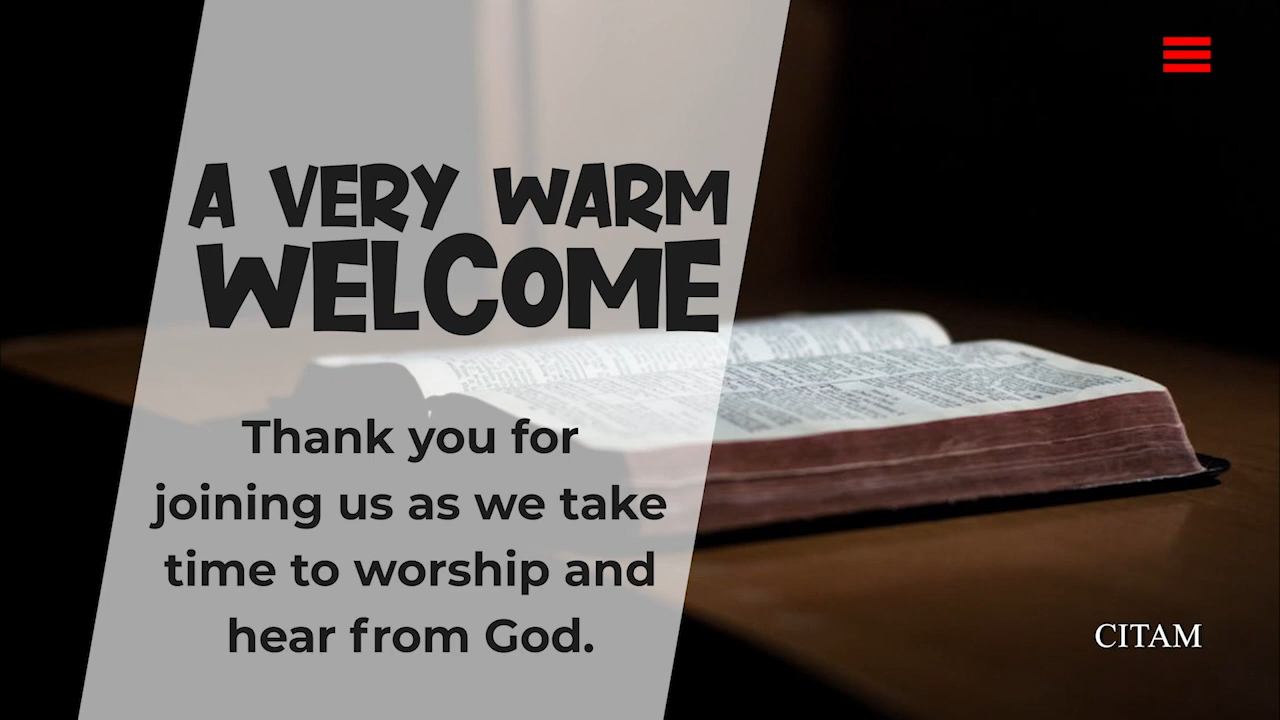 A VERY WARM
WELCOME
Thank you for
joining us as we take
time to worship and
hear from God.
CITAM